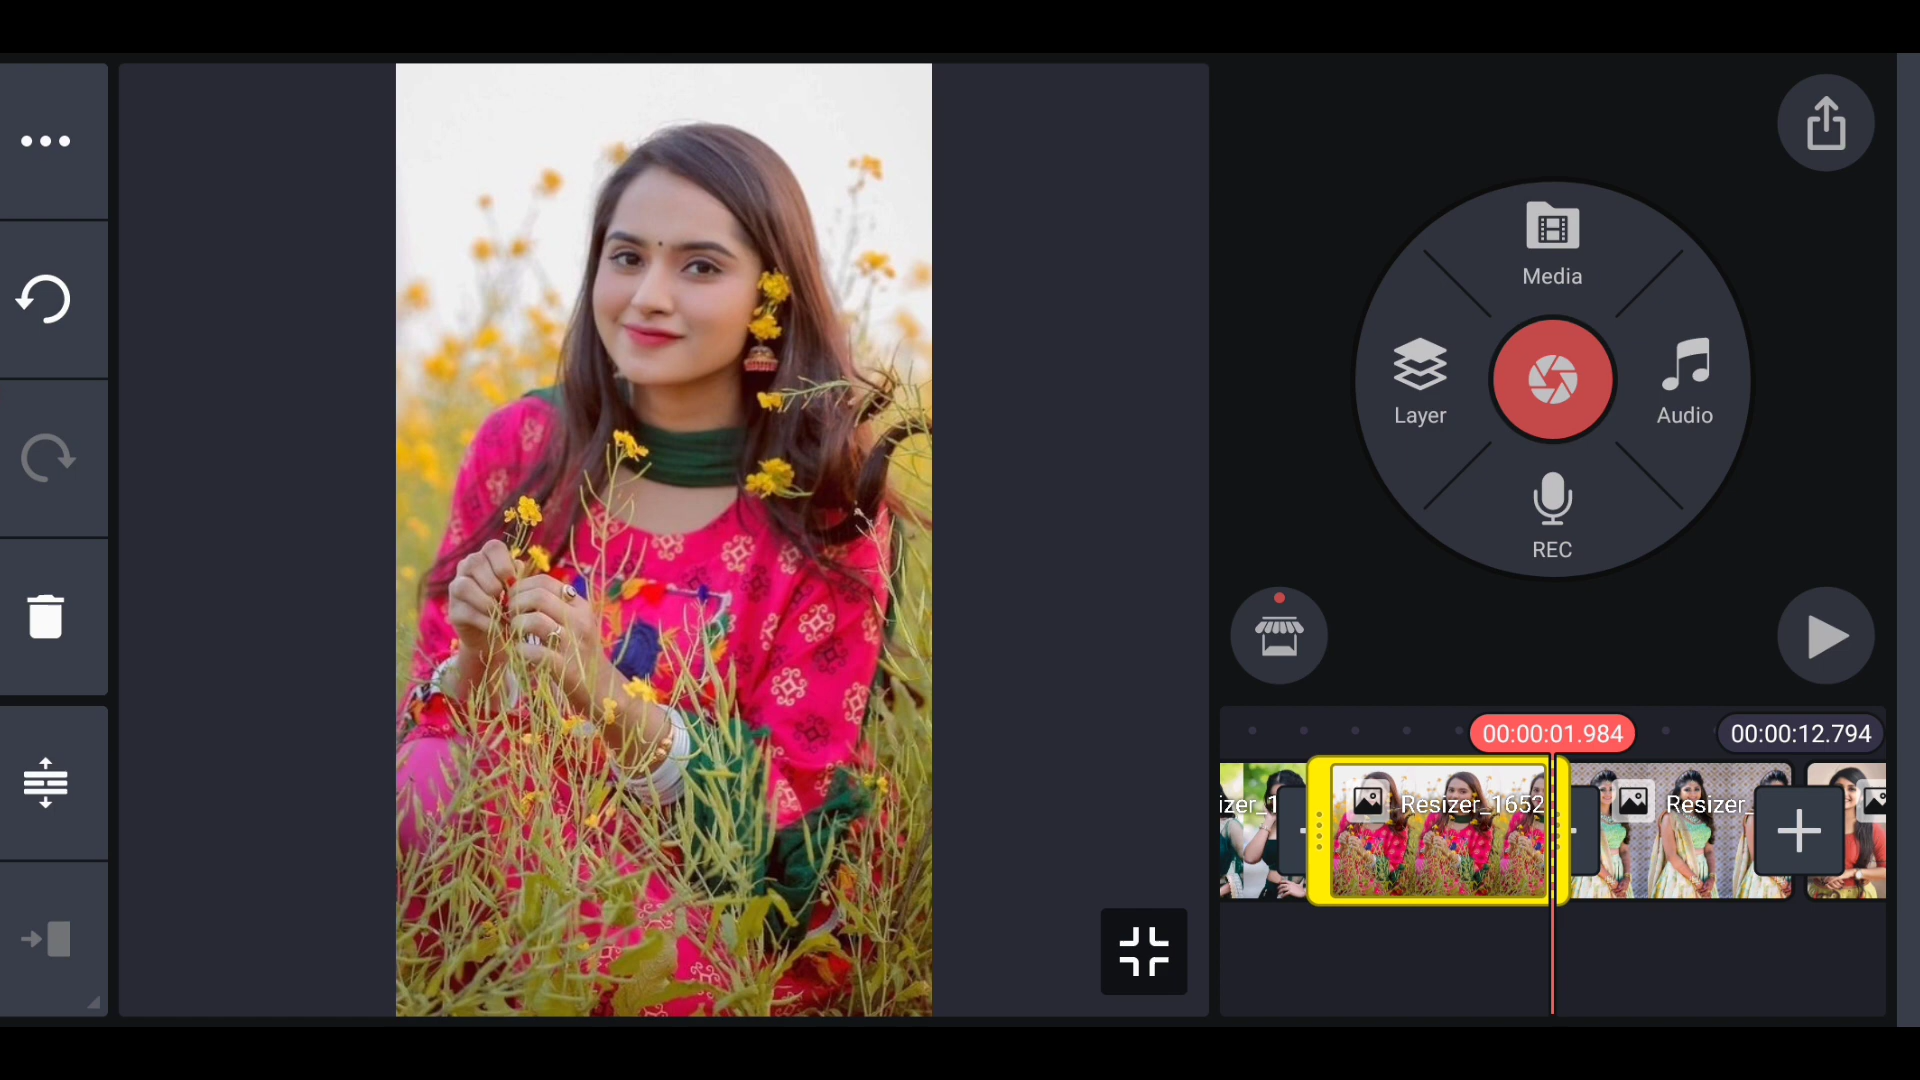 Media
Layer
Audio
REC
00:00:01.984
00:00:12.794
izer_1
Resizer_1652
Resizer_